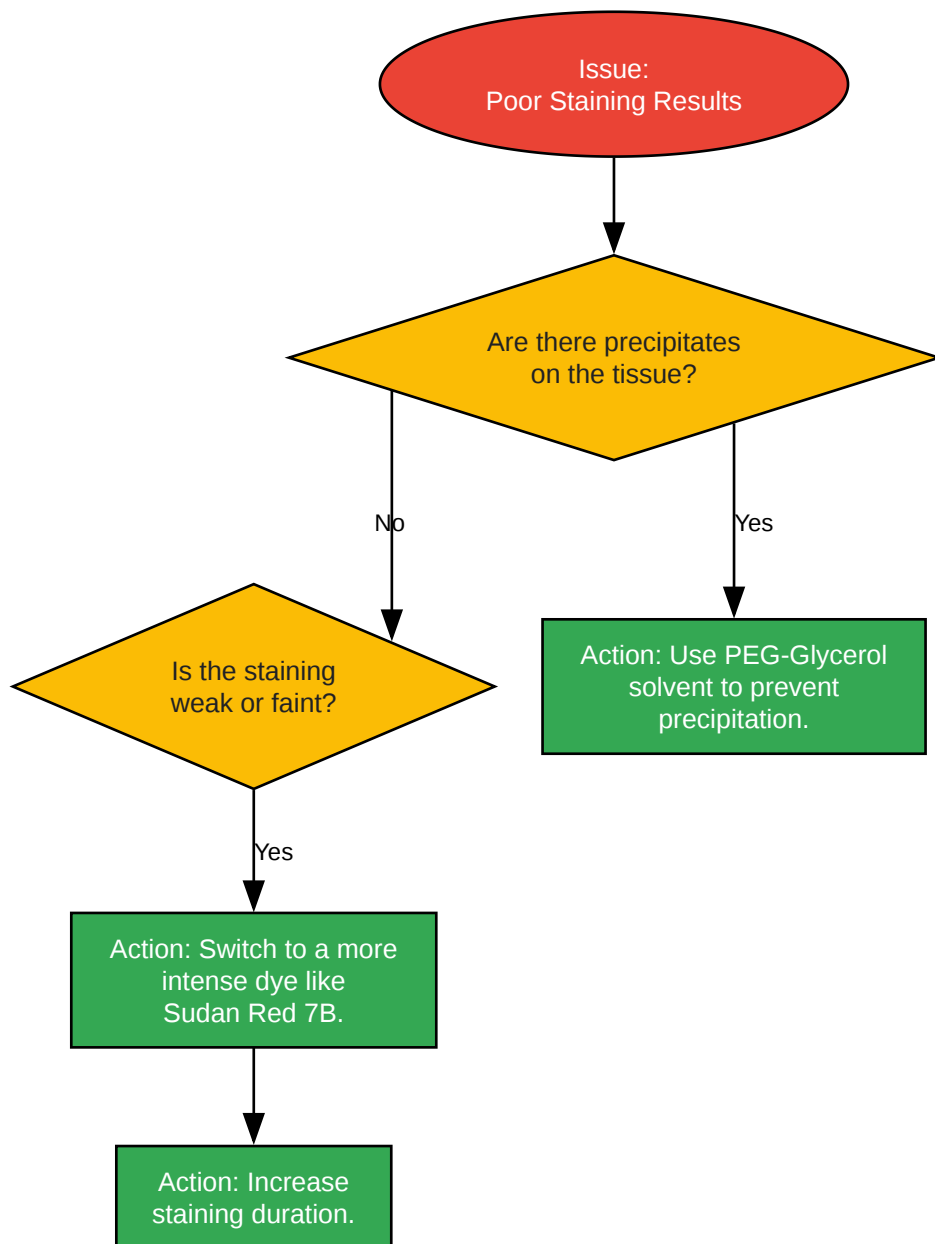 Issue:
Poor Staining Results
Are there precipitates
on the tissue?
No
Yes
Is the staining
weak or faint?
Action: Use PEG-Glycerol
solvent to prevent
precipitation.
Yes
Action: Switch to a more
intense dye like
Sudan Red 7B.
Action: Increase
staining duration.